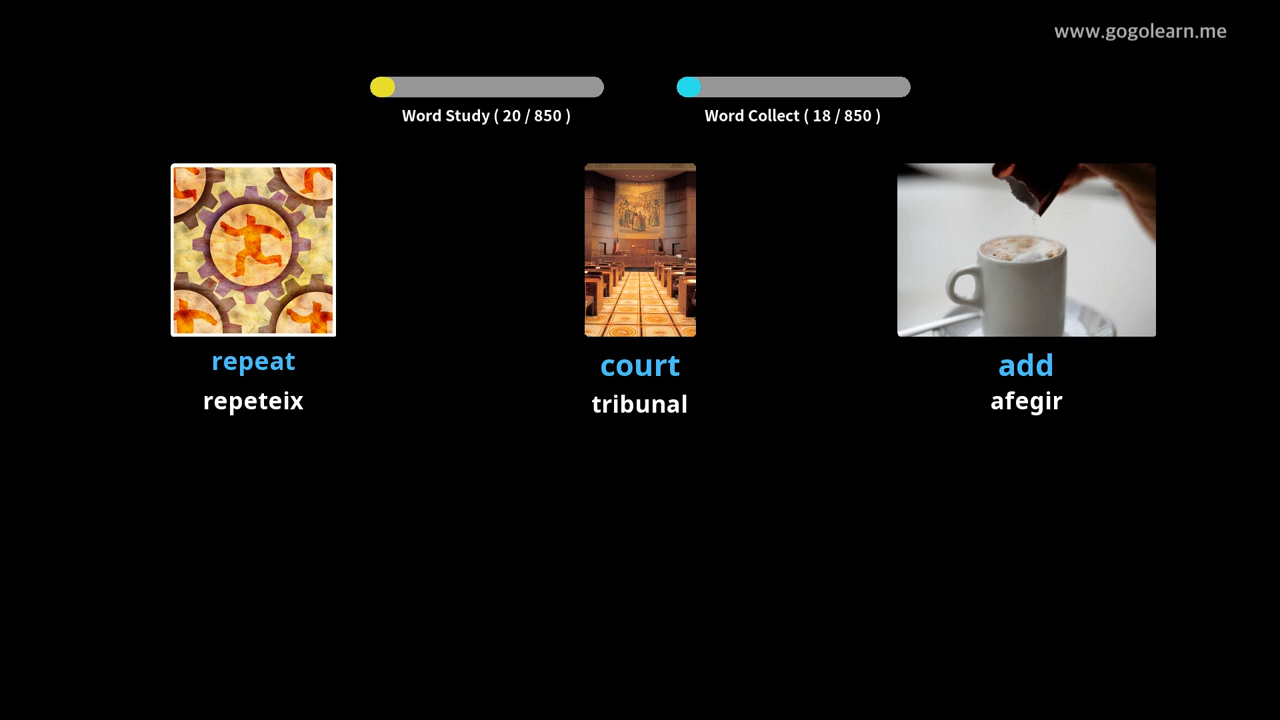 www.gogolearn.me
Word Study ( 20 / 850 )
Word Collect ( 18 / 850 )
repeat
repeteix
court
tribunal
add
afegir